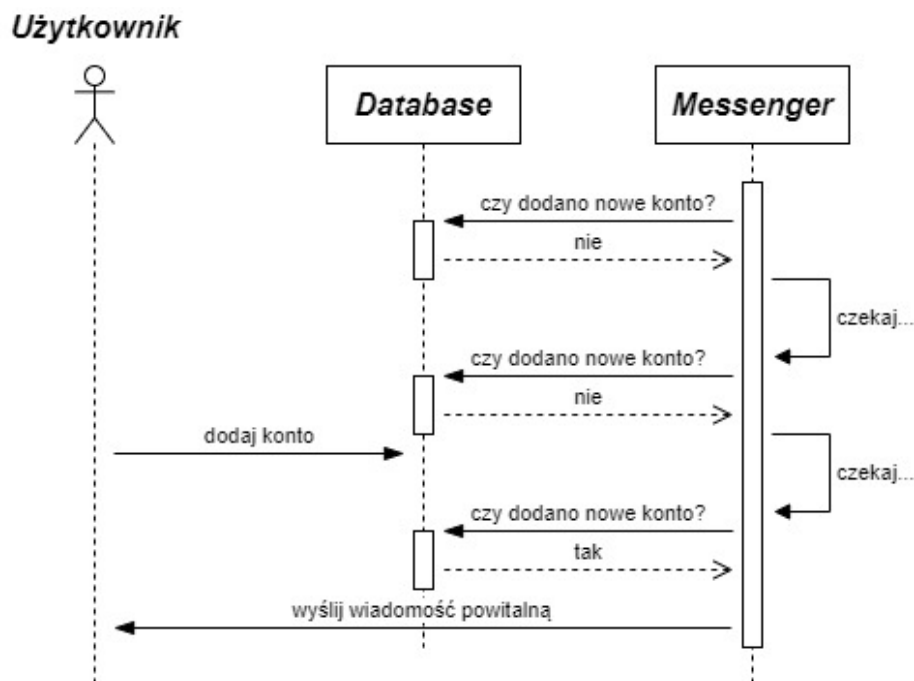 Użytkownik
Database
Messenger
czy dodano nowe konto?
nie
czekaj...
czy dodano nowe konto?
nie
dodaj konto
czekaj...
czy dodano nowe konto?
tak
wyślij wiadomość powitalną